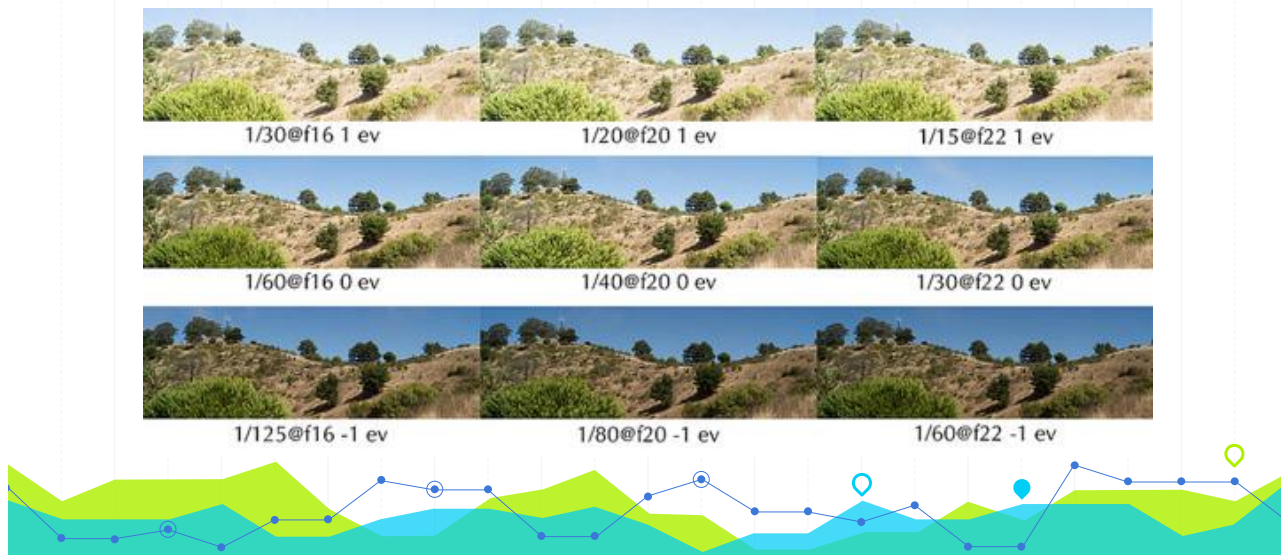 1/30@f16 1 ev
1/20@f20 1 ev
1/15@f22 1 ev
1/60@f16 0 ev
1/40@f20 0 ev
1/30@f22 0 ev
1/125@f16 -1 ev
1/80@f20 -1 ev
1/60@f22 -1 ev